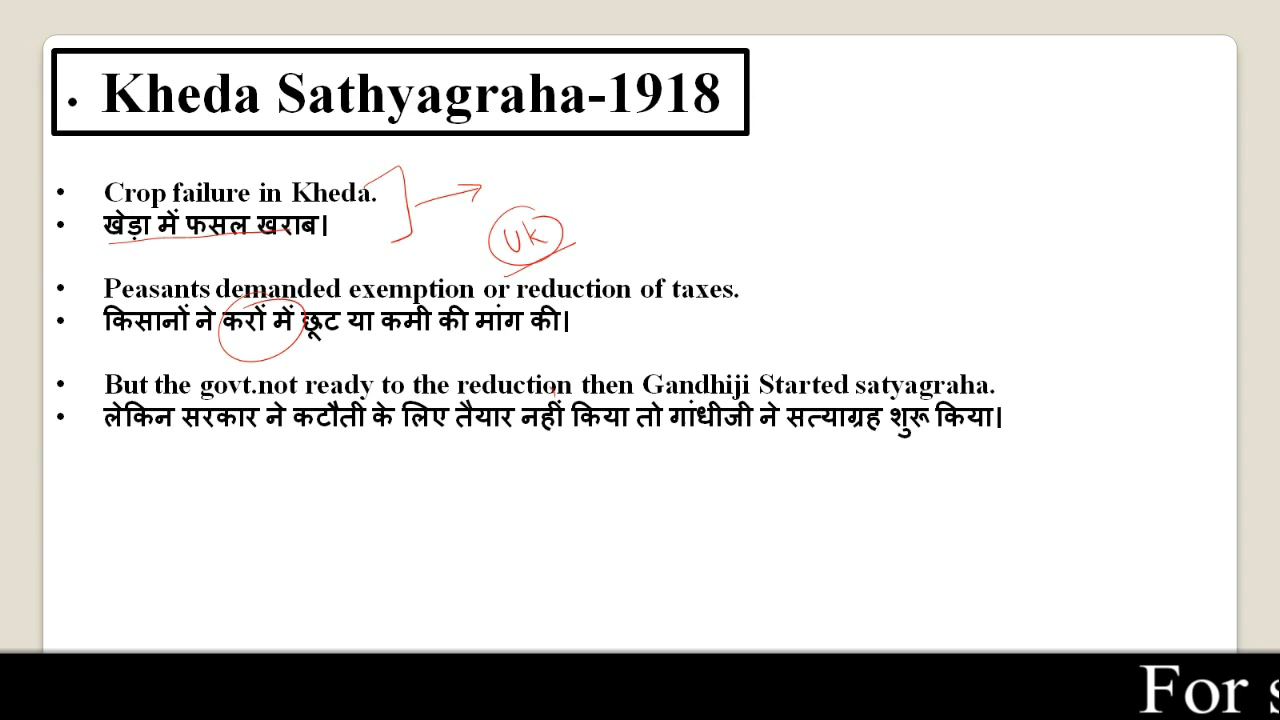 • Kheda Sathyagraha-1918
• Crop failure in Kheda.
• खेड़ा में फसल खराब।
UK
• Peasants demanded exemption or reduction of taxes.
• किसानों ने करों में छूट या कमी की मांग की।
• But the govt.not ready to the reduction then Gandhiji Started satyagraha.
• लेकिन सरकार ने कटौती के लिए तैयार नहीं किया तो गांधीजी ने सत्याग्रह शुरू किया।
For s